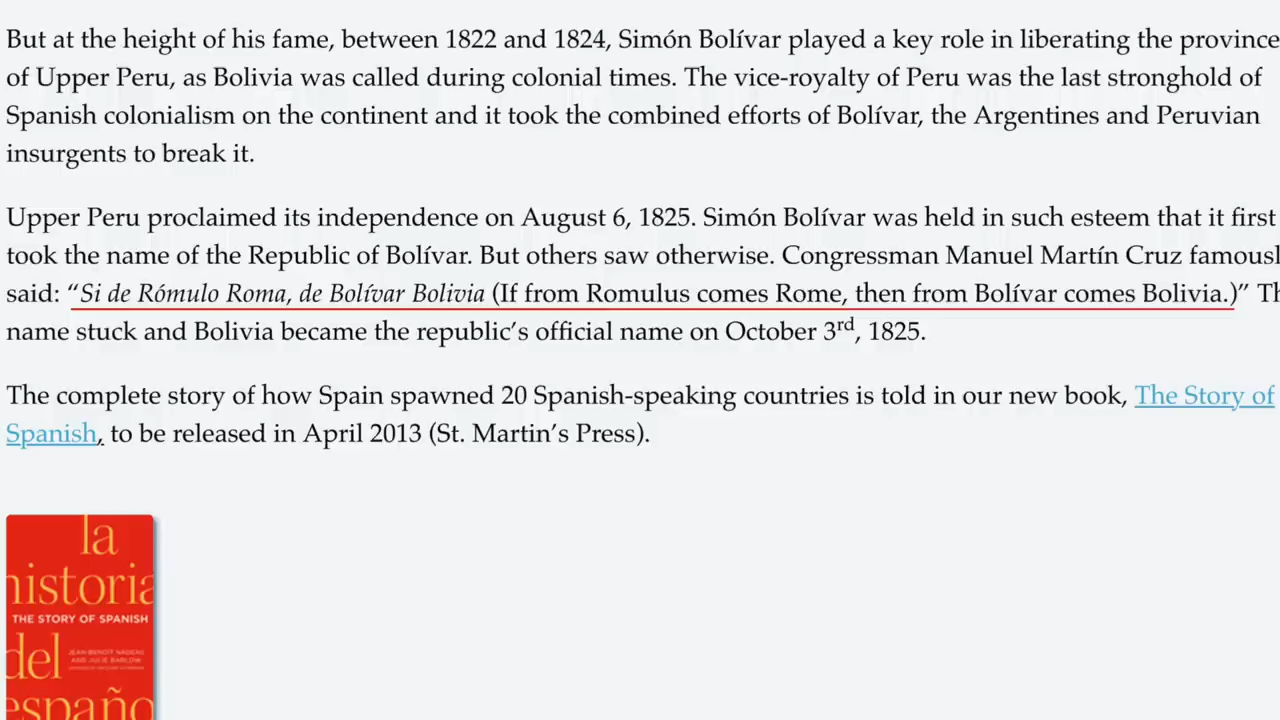 But at the height of his fame, between 1822 and 1824, Simón Bolívar played a key role in liberating the province
of Upper Peru, as Bolivia was called during colonial times. The vice-royalty of Peru was the last stronghold of
Spanish colonialism on the continent and it took the combined efforts of Bolívar, the Argentines and Peruvian
insurgents to break it.
Upper Peru proclaimed its independence on August 6, 1825. Simón Bolívar was held in such esteem that it first
took the name of the Republic of Bolívar. But others saw otherwise. Congressman Manuel Martín Cruz famousl
said: “Si de Rómulo Roma, de Bolívar Bolivia (If from Romulus comes Rome, then from Bolívar comes Bolivia.)” Th
name stuck and Bolivia became the republic’s official name on October 3rd, 1825.
The complete story of how Spain spawned 20 Spanish-speaking countries is told in our new book, The Story of
Spanish, to be released in April 2013 (St. Martin’s Press).
la
historia
THE STORY OF SPANISH
del
JEAN-BENOIT NADEAU
AND JULIE BARLOW
españo